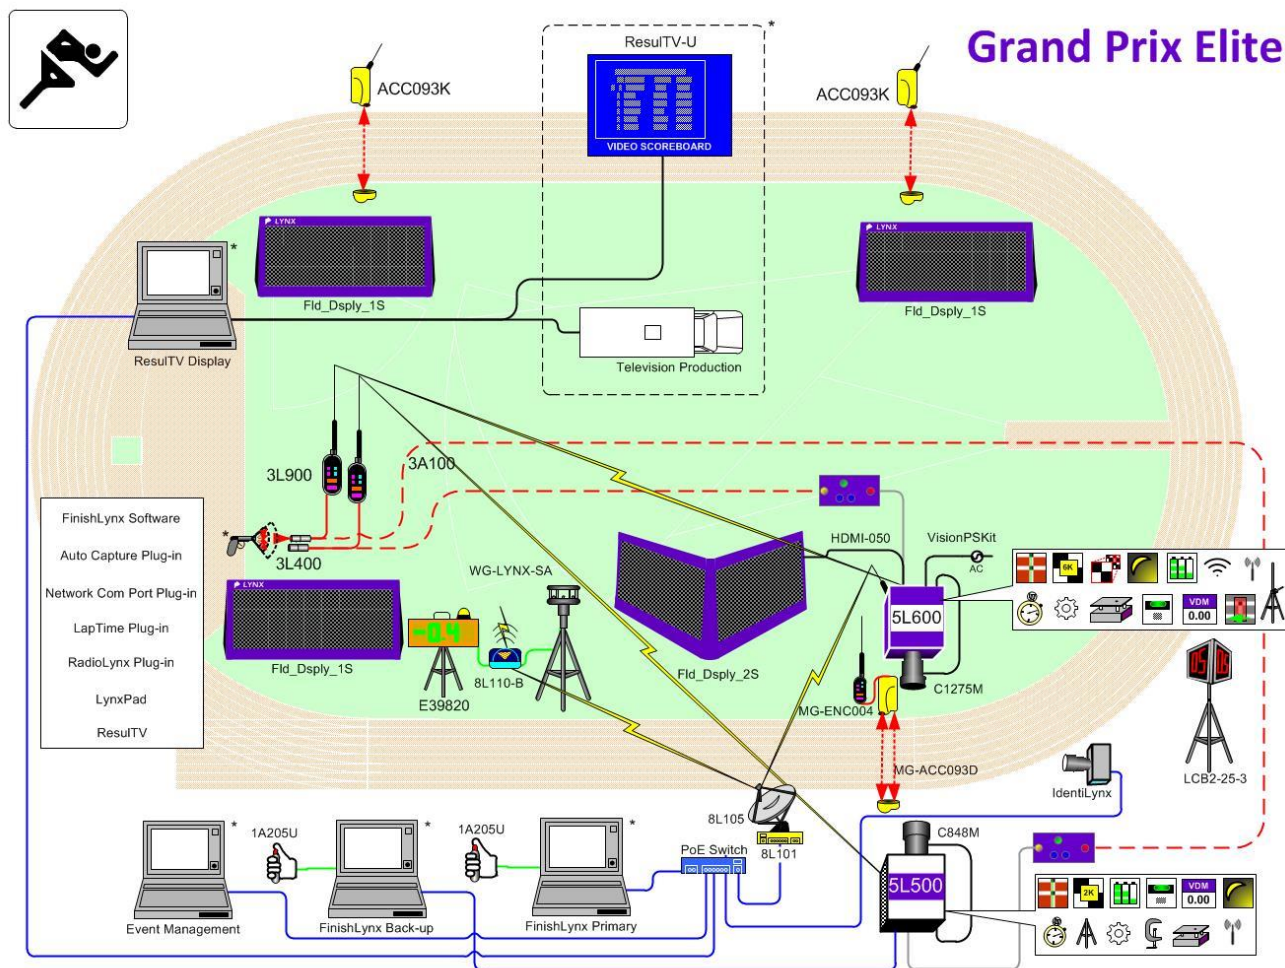 Grand Prix Elite
*
ResulTV-U
ACC093K
ACC093K
VIDEO SCOREBOARD
LYNX
LYNX
*
Fld_Dsply_1S
Fld_Dsply_1S
ResulTV Display
Television Production
3L900
3A100
FinishLynx Software
Auto Capture Plug-in
Network Com Port Plug-in
LapTime Plug-in
RadioLynx Plug-in
LynxPad
ResulTV
*
3L400
HDMI-050
VisionPSKit
AC
WG-LYNX-SA
LYNX
-0.4
6K
VDM
0.00
5L600
Fld_Dsply_1S
8L110-B
E39820
Fld_Dsply_2S
C1275M
MG-ENC004
05
06
LCB2-25-3
MG-ACC093D
IdentiLynx
8L105
8L101
1A205U
*
1A205U
*
*
PoE Switch
C848M
5L500
2K
VDM
0.00
Event Management
FinishLynx Back-up
FinishLynx Primary